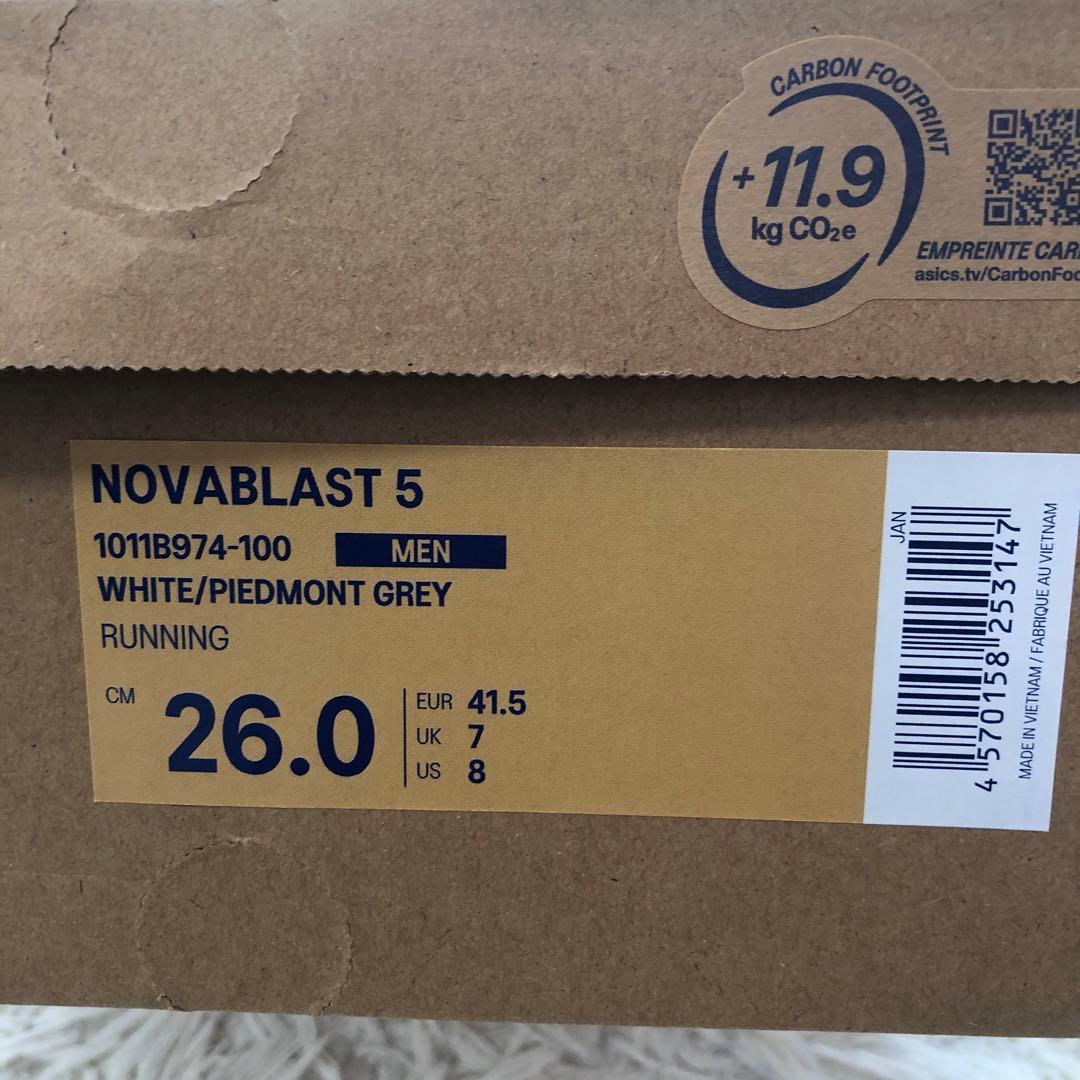 CARBON FOOTPRINT
+11.9
kg CO₂e
EMPREINTE
asics.tv/
NOVABLAST 5
1011B974-100
MEN
WHITE/PIEDMONT GREY
RUNNING
CM 26.0
EUR 41.5
UK 7
US 8
JAN
4 570158 253147
MADE IN VIETNAM / FABRIQUE AU VIETNAM